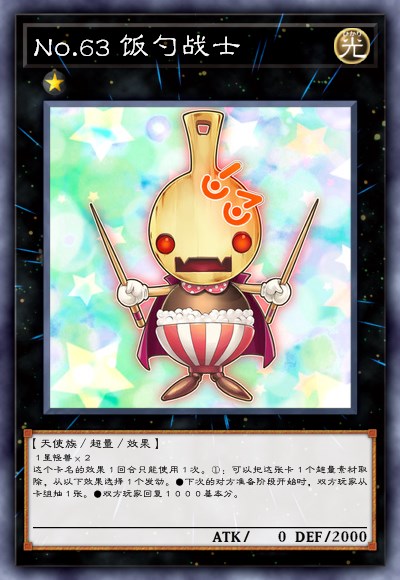 No.63 饭勺战士
光
63
【天使族／超量／效果】
1星怪兽×2
这个卡名的效果1回合只能使用1次。①：可以把这张卡1个超量素材取
除，从以下效果选择1个发动。●下次的对方准备阶段开始时，双方玩家从
卡组抽1张。●双方玩家回复1000基本分。
ATK/ 0 DEF/2000